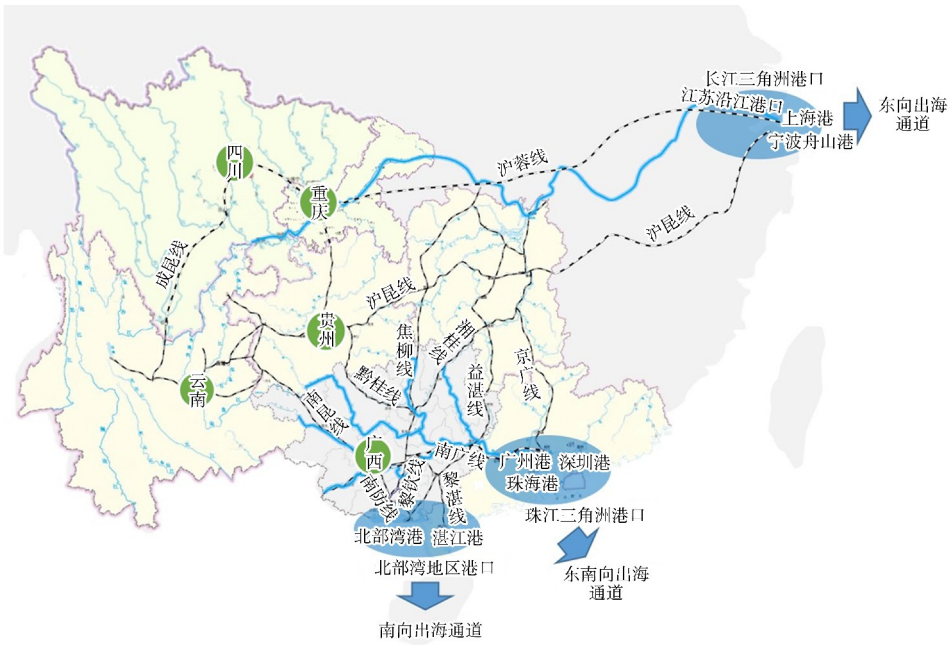 长江三角洲港口
江苏沿江港口
上海港
宁波舟山港
东向出海
通道
四川
重庆
沪蓉线
沪昆线
成昆线
沪昆线
贵州
焦柳线
湘桂线
益湛线
京广线
云南
黔桂线
南昆线
广西
南广线
南防线
黎钦线
黎湛线
广州港
深圳港
珠海港
珠江三角洲港口
北部湾港
湛江港
北部湾地区港口
东南向出海
通道
南向出海通道